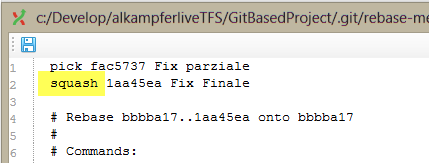 c:/Develop/alkampferliveTFS/GitBasedProject/.git/rebase-me
1 pick fac5737 Fix parziale
2 squash 1aa45ea Fix Finale
3
4 # Rebase bbbba17..1aa45ea onto bbbba17
5 #
6 # Commands: